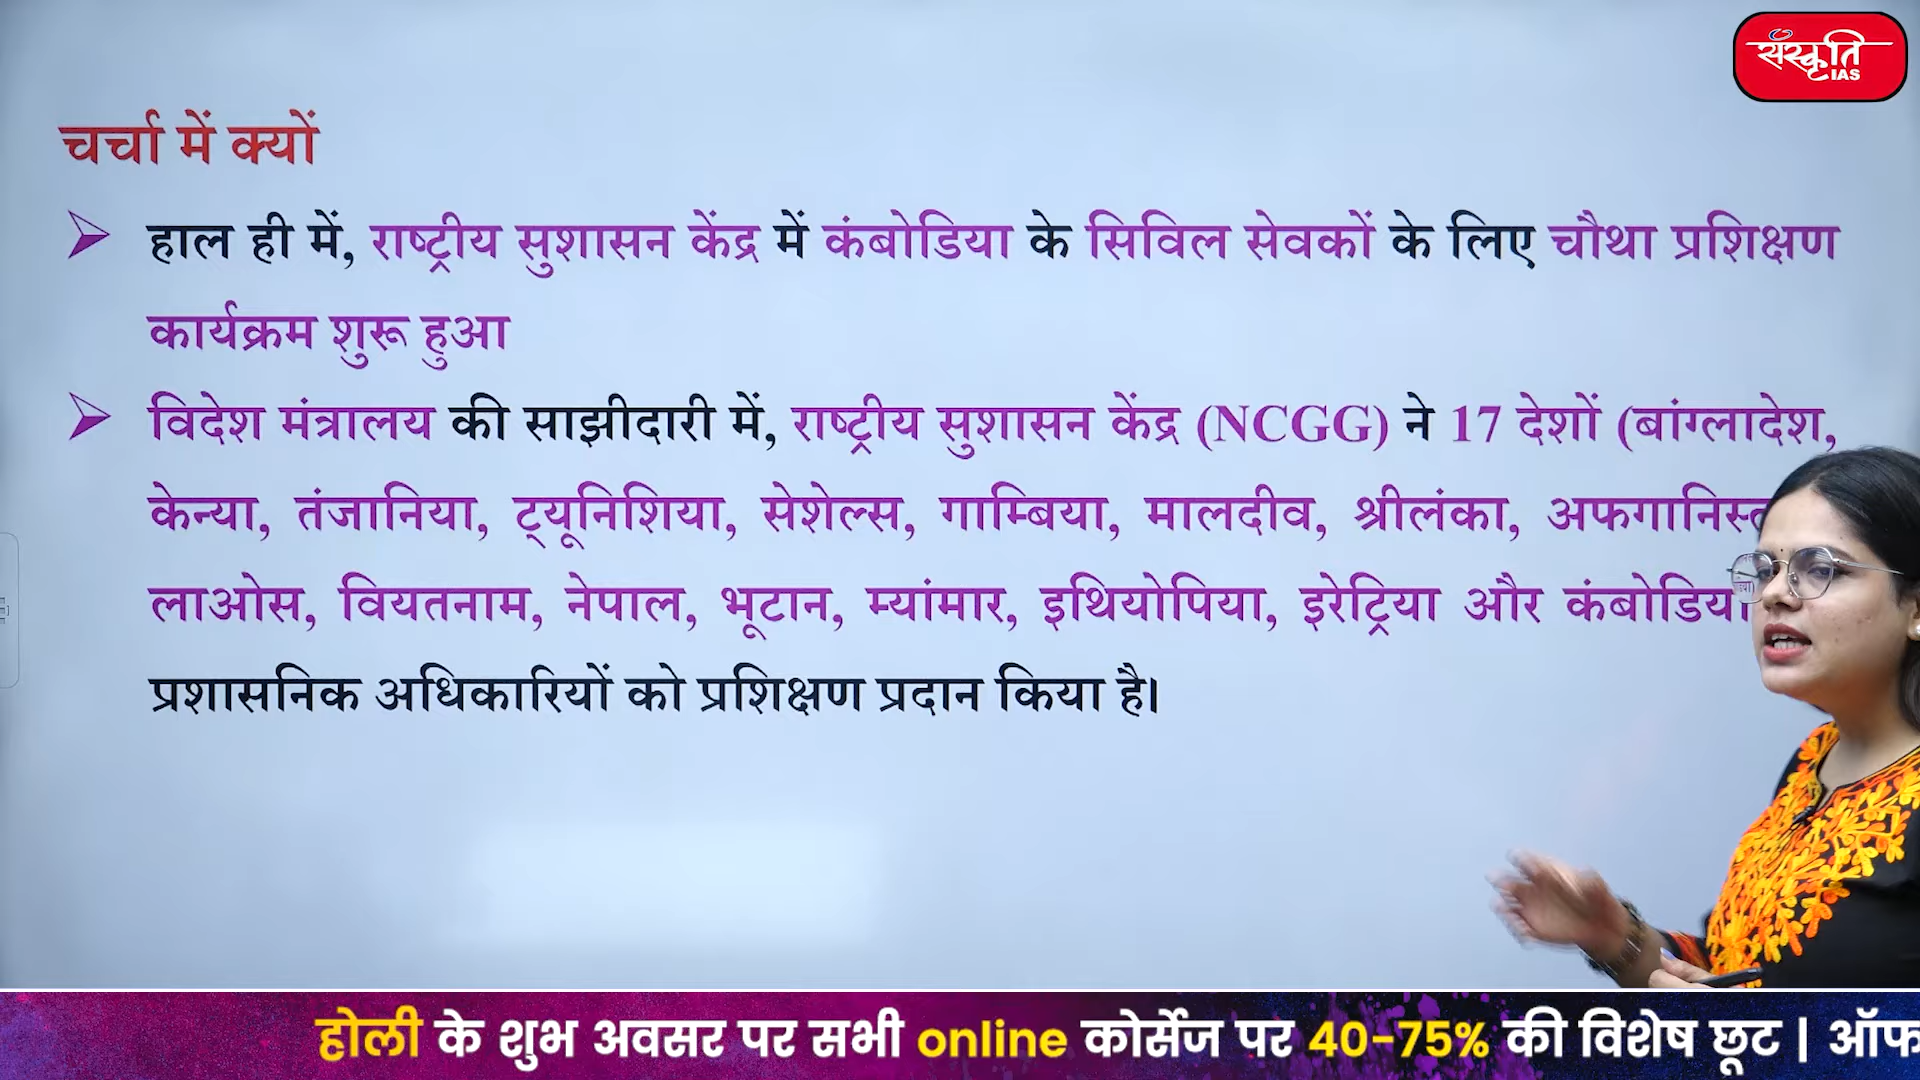 संस्कृति
IAS
चर्चा में क्यों
हाल ही में, राष्ट्रीय सुशासन केंद्र में कंबोडिया के सिविल सेवकों के लिए चौथा प्रशिक्षण
कार्यक्रम शुरू हुआ
विदेश मंत्रालय की साझीदारी में, राष्ट्रीय सुशासन केंद्र (NCGG) ने 17 देशों (बांग्लादेश,
केन्या, तंजानिया, ट्यूनिशिया, सेशेल्स, गाम्बिया, मालदीव, श्रीलंका,
लाओस, वियतनाम, नेपाल, भूटान, म्यांमार, इथियोपिया, इरेट्रिया और
प्रशासनिक अधिकारियों को प्रशिक्षण प्रदान किया है।
होली के शुभ अवसर पर सभी online कोर्सेज पर 40-75% की विशेष छूट |